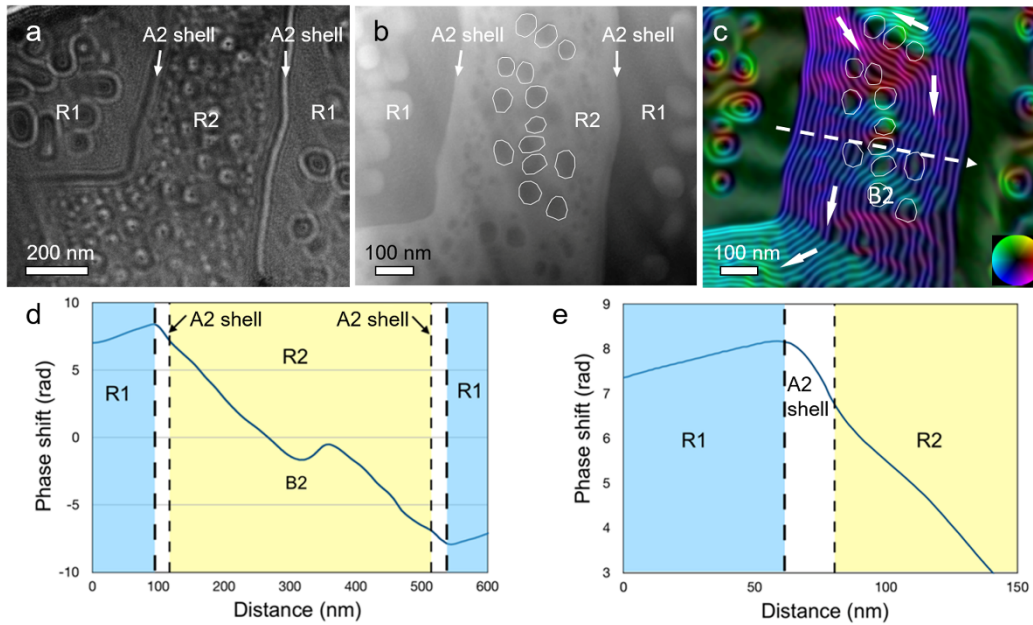 a
A2 shell
A2 shell
R1
R2
R1
200 nm
b
A2 shell
A2 shell
R1
R2
R1
100 nm
c
B2
100 nm
d
10
5
0
-5
-10
Phase shift (rad)
R1
A2 shell
A2 shell
R2
B2
R1
0
100
200
300
400
500
600
Distance (nm)
e
9
8
7
6
5
4
3
Phase shift (rad)
R1
A2
shell
R2
0
50
100
150
Distance (nm)